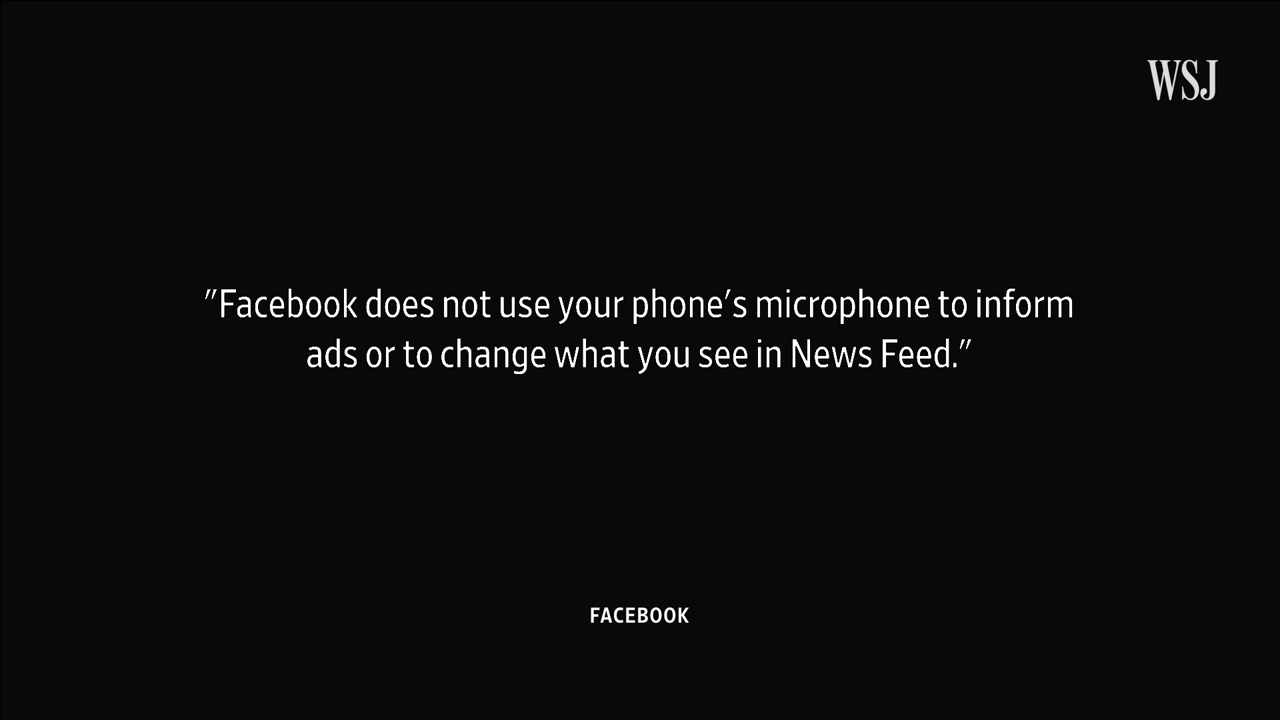 WSJ
"Facebook does not use your phone's microphone to inform
ads or to change what you see in News Feed."
FACEBOOK